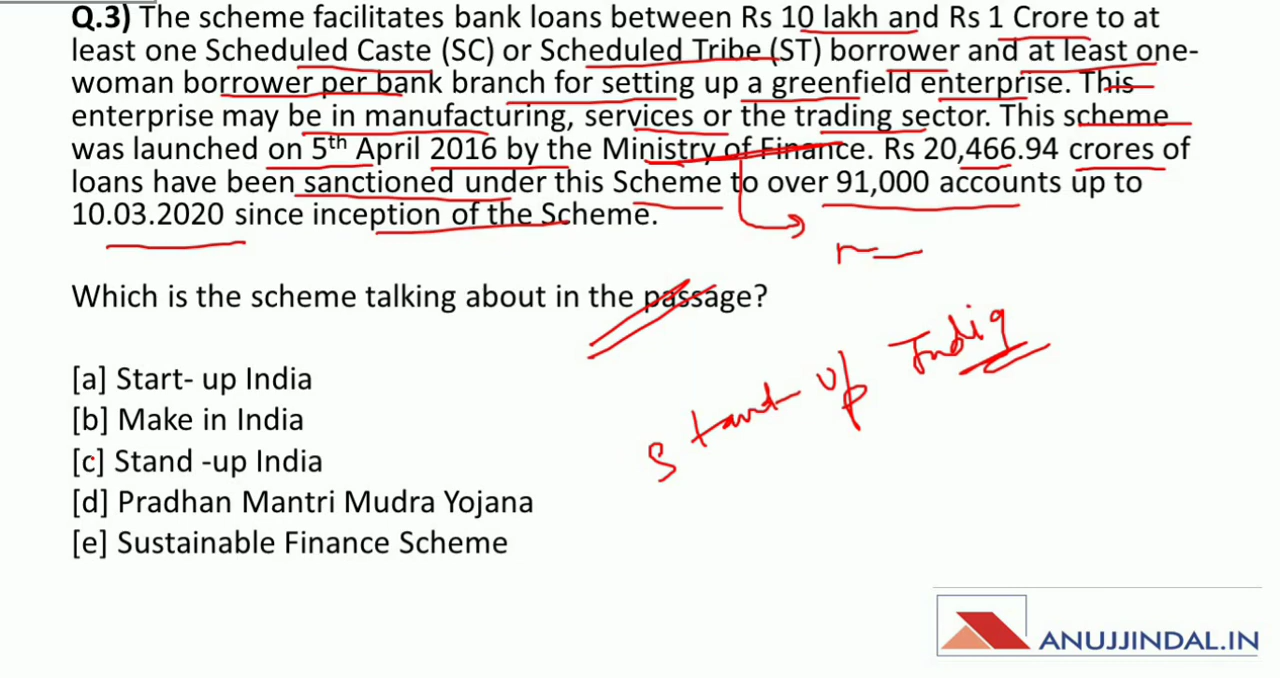 Q.3) The scheme facilitates bank loans between Rs 10 lakh and Rs 1 Crore to at
least one Scheduled Caste (SC) or Scheduled Tribe (ST) borrower and at least one-
woman borrower per bank branch for setting up a greenfield enterprise. This
enterprise may be in manufacturing, services or the trading sector. This scheme
was launched on 5th April 2016 by the Ministry of Finance. Rs 20,466.94 crores of
loans have been sanctioned under this Scheme to over 91,000 accounts up to
10.03.2020 since inception of the Scheme.
Which is the scheme talking about in the passage?
Stand up India
[a] Start- up India
[b] Make in India
[c] Stand -up India
[d] Pradhan Mantri Mudra Yojana
[e] Sustainable Finance Scheme
ANUJJINDAL.IN